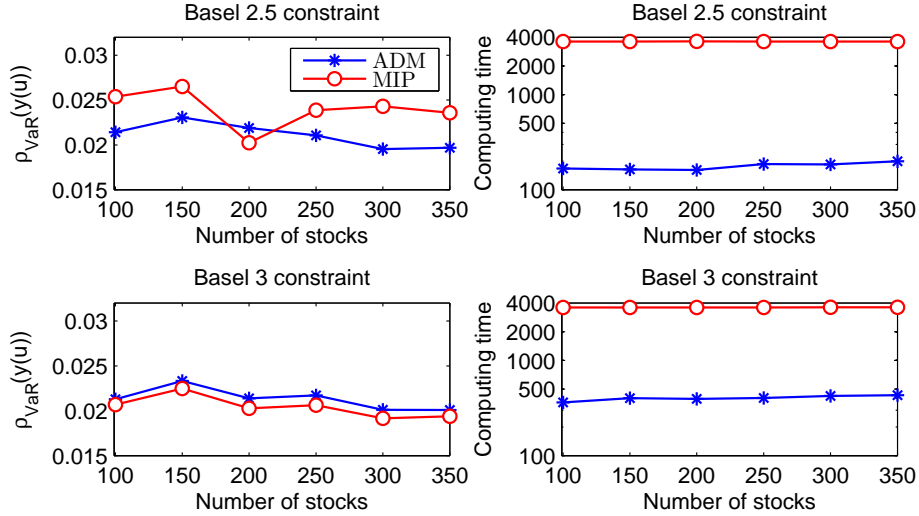 Basel 2.5 constraint
0.03
0.025
0.02
0.015
ρVaR(y(u))
ADM
MIP
100 150 200 250 300 350
Number of stocks
Basel 2.5 constraint
4000
2000
1000
500
100
Computing time
100 150 200 250 300 350
Number of stocks
Basel 3 constraint
0.03
0.025
0.02
0.015
ρVaR(y(u))
100 150 200 250 300 350
Number of stocks
Basel 3 constraint
4000
2000
1000
500
100
Computing time
100 150 200 250 300 350
Number of stocks